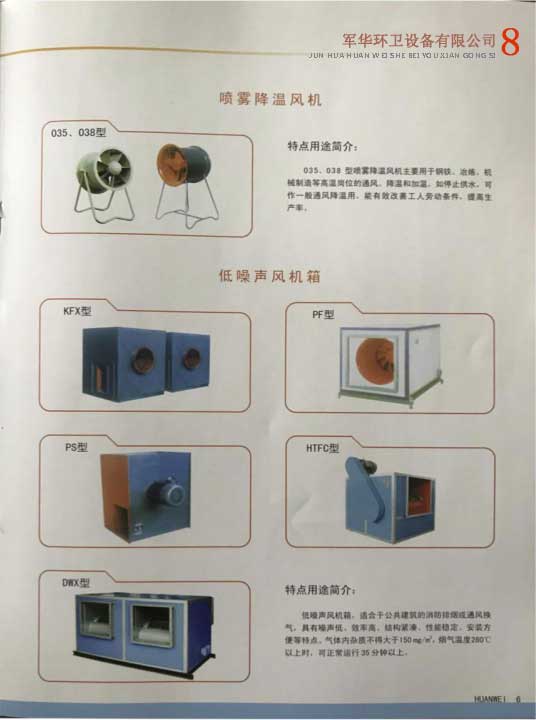 军华环卫设备有限公司 8
JUN HUA HUAN WEI SHE BEI YOU XIAN GONG SI
喷雾降温风机
035、038型
特点用途简介：
035、038 型喷雾降温风机主要用于钢铁、冶炼、机
械制造等高温岗位的通风、降温和加温，如停止供水，可
作一般通风降温用，能有效改善工人劳动条件，提高生
产率。
低噪声风机箱
KFX型
PF型
PS型
HTFC型
DWX型
特点用途简介：
低噪声风机箱，适合于公共建筑的消防排烟或通风换
气，具有噪声低、效率高、结构紧凑、性能稳定、安装方
便等特点。气体内杂质不得大于150mg/m³，烟气温度280℃
以上时，可正常运行35分钟以上。
HUANWEI 6